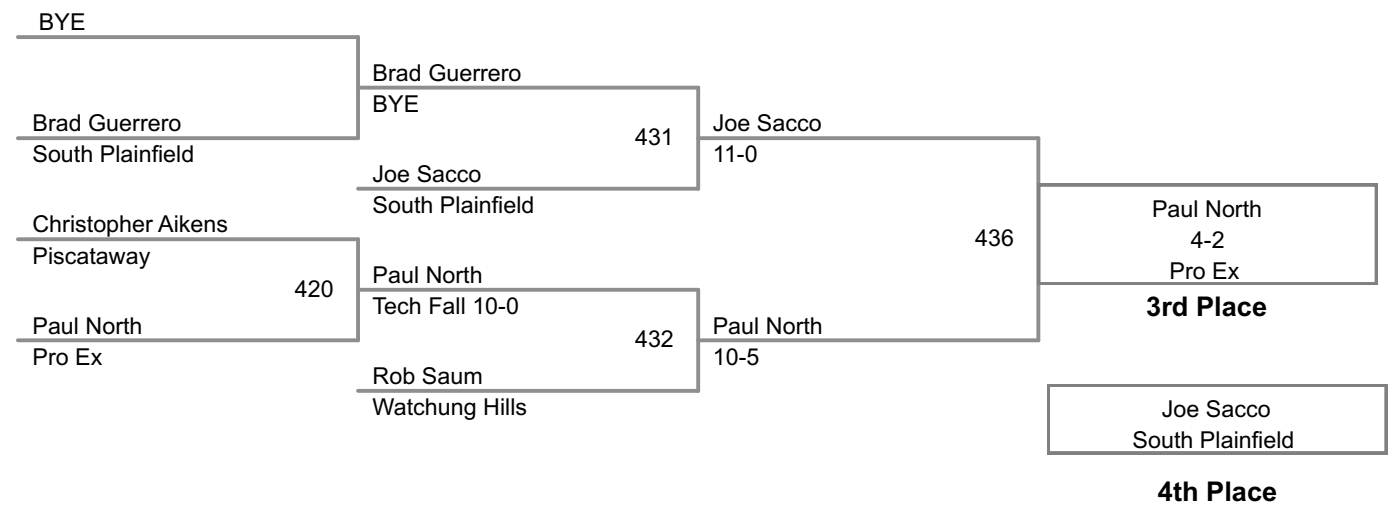 BYE
Brad Guerrero
South Plainfield
Christopher Aikens
Piscataway
420
Paul North
Pro Ex
Brad Guerrero
BYE
431
Joe Sacco
South Plainfield
Paul North
Tech Fall 10-0
432
Rob Saum
Watchung Hills
Joe Sacco
11-0
436
Paul North
10-5
Paul North
4-2
Pro Ex
3rd Place
Joe Sacco
South Plainfield
4th Place